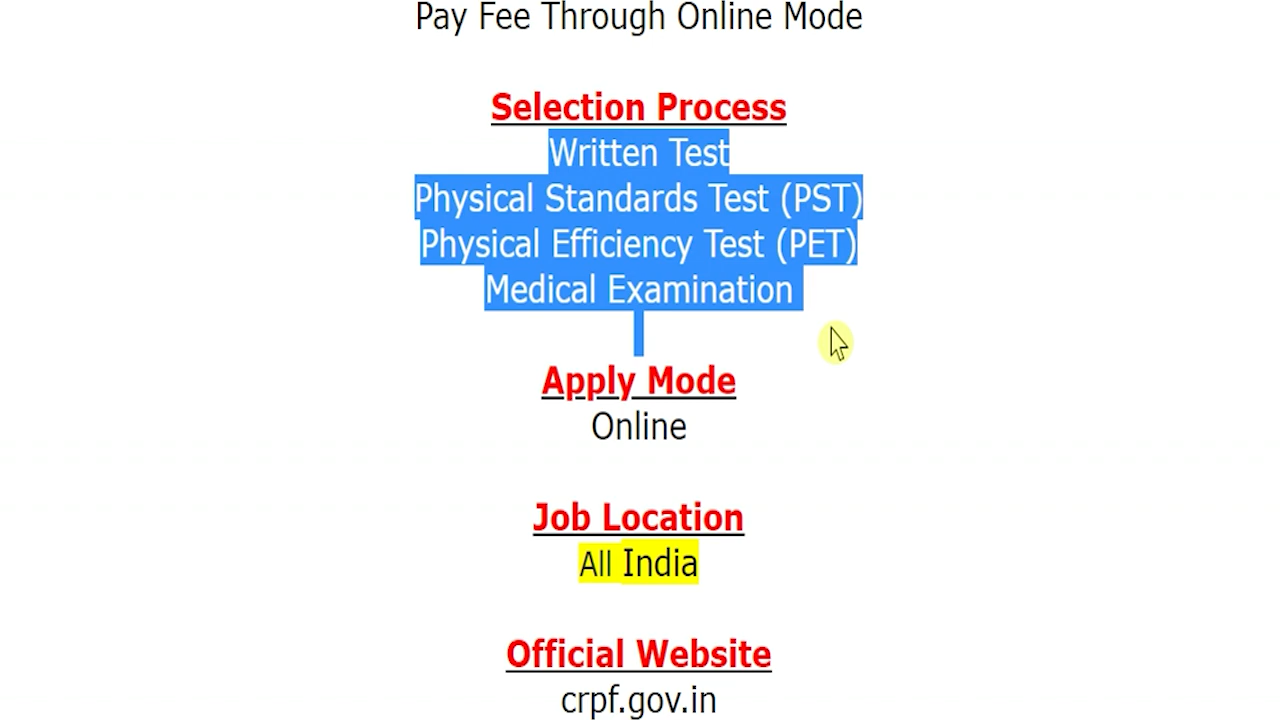 Pay Fee Through Online Mode
Selection Process
Written Test
Physical Standards Test (PST)
Physical Efficiency Test (PET)
Medical Examination
Apply Mode
Online
Job Location
All India
Official Website
crpf.gov.in